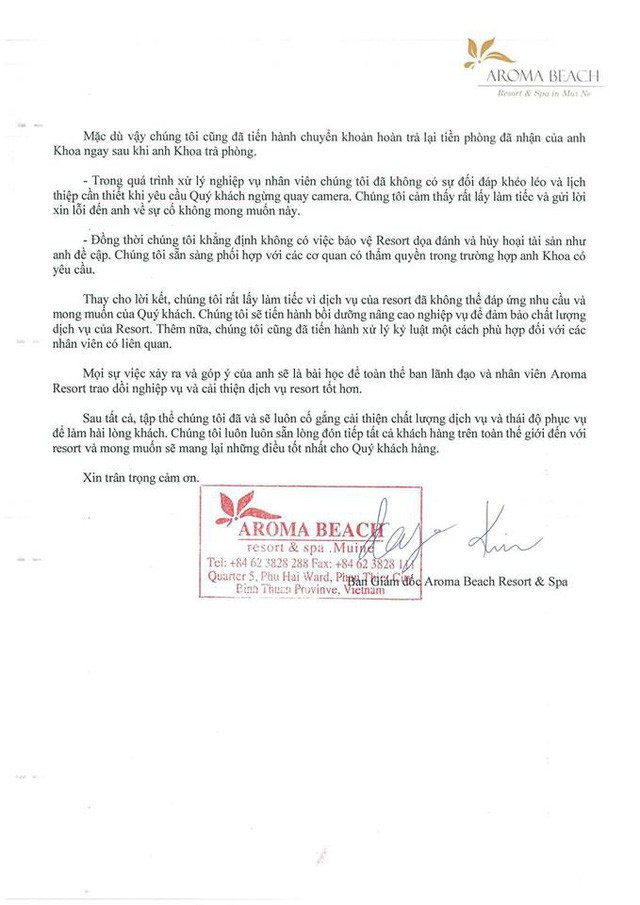 AROMA BEACH
Resort & Spa in Mui Ne
Mặc dù vậy chúng tôi cũng đã tiến hành chuyển khoản hoàn trả lại tiền phòng đã nhận của anh
Khoa ngay sau khi anh Khoa trả phòng.
- Trong quá trình xử lý nghiệp vụ nhân viên chúng tôi đã không có sự đối đáp khéo léo và lịch
thiệp cần thiết khi yêu cầu Quý khách ngừng quay camera. Chúng tôi cảm thấy rất lấy làm tiếc và gửi lời
xin lỗi đến anh về sự cố không mong muốn này.
- Đồng thời chúng tôi khẳng định không có việc bảo vệ Resort dọa đánh và hủy hoại tài sản như
anh đề cập. Chúng tôi sẵn sàng phối hợp với các cơ quan có thẩm quyền trong trường hợp anh Khoa có
yêu cầu.
Thay cho lời kết, chúng tôi rất lấy làm tiếc vì dịch vụ của resort đã không thể đáp ứng nhu cầu và
mong muốn của Quý khách. Chúng tôi sẽ tiến hành bồi dưỡng nâng cao nghiệp vụ để đảm bảo chất lượng
dịch vụ của Resort. Thêm nữa, chúng tôi cũng đã tiến hành xử lý kỷ luật một cách phù hợp đối với các
nhân viên có liên quan.
Mọi sự việc xảy ra và góp ý của anh sẽ là bài học để toàn thể ban lãnh đạo và nhân viên Aroma
Resort trao dồi nghiệp vụ và cải thiện dịch vụ resort tốt hơn.
Sau tất cả, tập thể chúng tôi đã và sẽ luôn cố gắng cải thiện chất lượng dịch vụ và thái độ phục vụ
để làm hài lòng khách. Chúng tôi luôn luôn sẵn lòng đón tiếp tất cả khách hàng trên toàn thế giới đến với
resort và mong muốn sẽ mang lại những điều tốt nhất cho Quý khách hàng.
Xin trân trọng cảm ơn.
AROMA BEACH
resort & spa .Muine
Tel: +84 62 3828 288 Fax: +84 62 3828
Quarter 5, Phu Hai Ward, Phan Thiet City
Binh Thuan Provinve, Vietnam
Ban Giám đốc Aroma Beach Resort & Spa